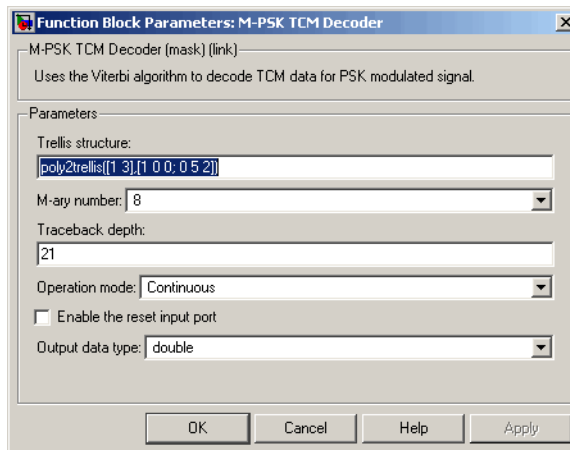 Function Block Parameters: M-PSK TCM Decoder
M-PSK TCM Decoder (mask) (link)
Uses the Viterbi algorithm to decode TCM data for PSK modulated signal.
Parameters
Trellis structure:
poly2trellis([1 3],[1 0 0; 0 5 2])
M-ary number: 8
Traceback depth:
21
Operation mode: Continuous
Enable the reset input port
Output data type: double
OK Cancel Help Apply